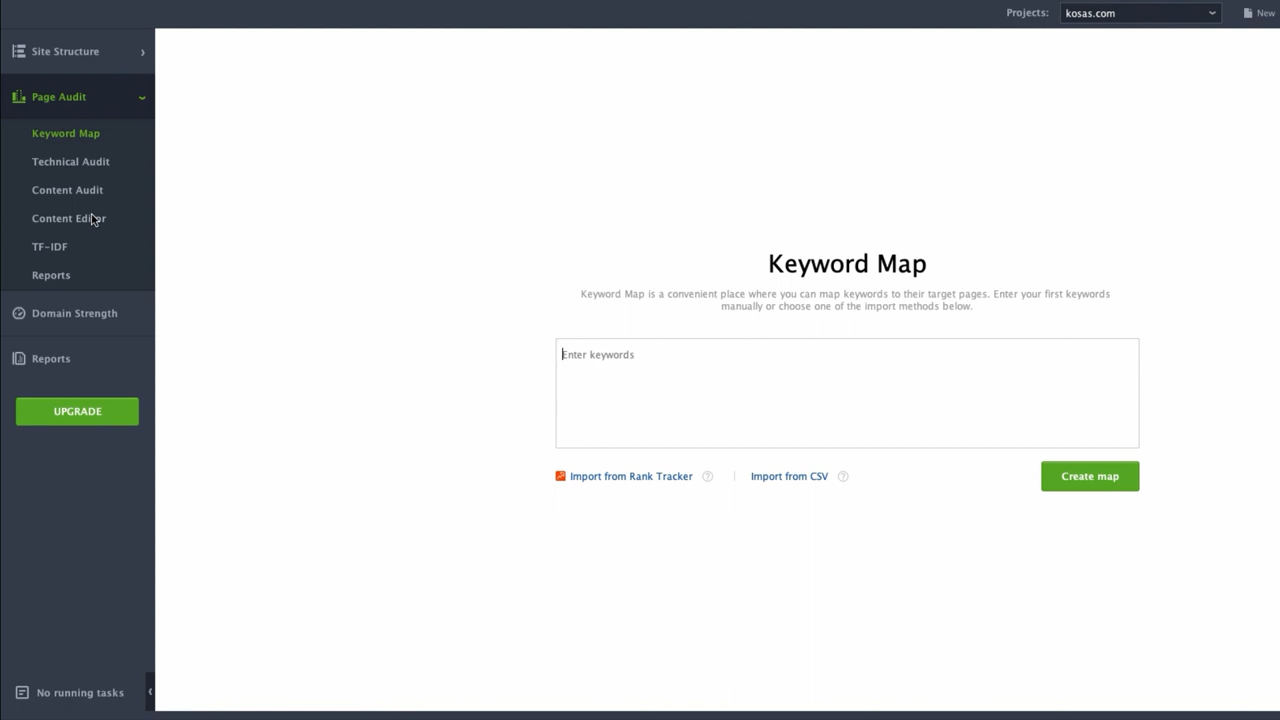 Projects:
kosas.com
New
Site Structure
Page Audit
Keyword Map
Technical Audit
Content Audit
Content Editor
TF-IDF
Reports
Domain Strength
Reports
UPGRADE
No running tasks
Keyword Map
Keyword Map is a convenient place where you can map keywords to their target pages. Enter your first keywords
manually or choose one of the import methods below.
Enter keywords
Import from Rank Tracker ?
Import from CSV ?
Create map